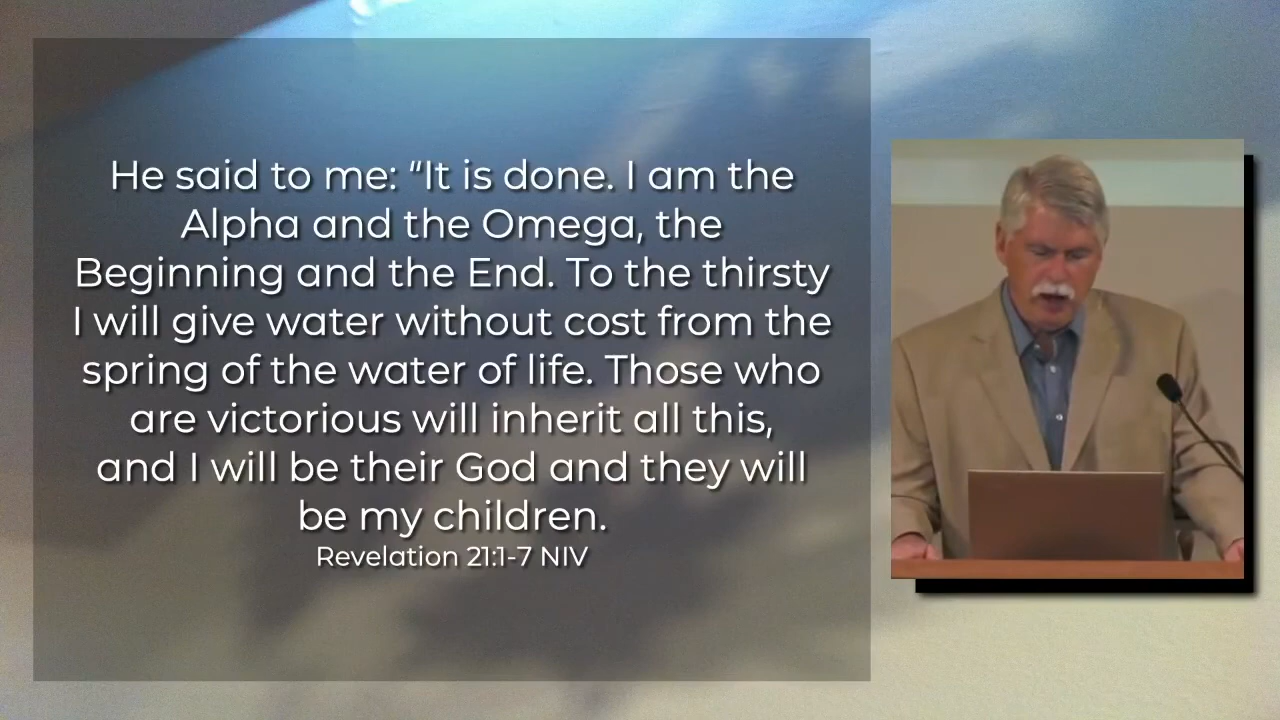 He said to me: “It is done. I am the
Alpha and the Omega, the
Beginning and the End. To the thirsty
I will give water without cost from the
spring of the water of life. Those who
are victorious will inherit all this,
and I will be their God and they will
be my children.
Revelation 21:1-7 NIV